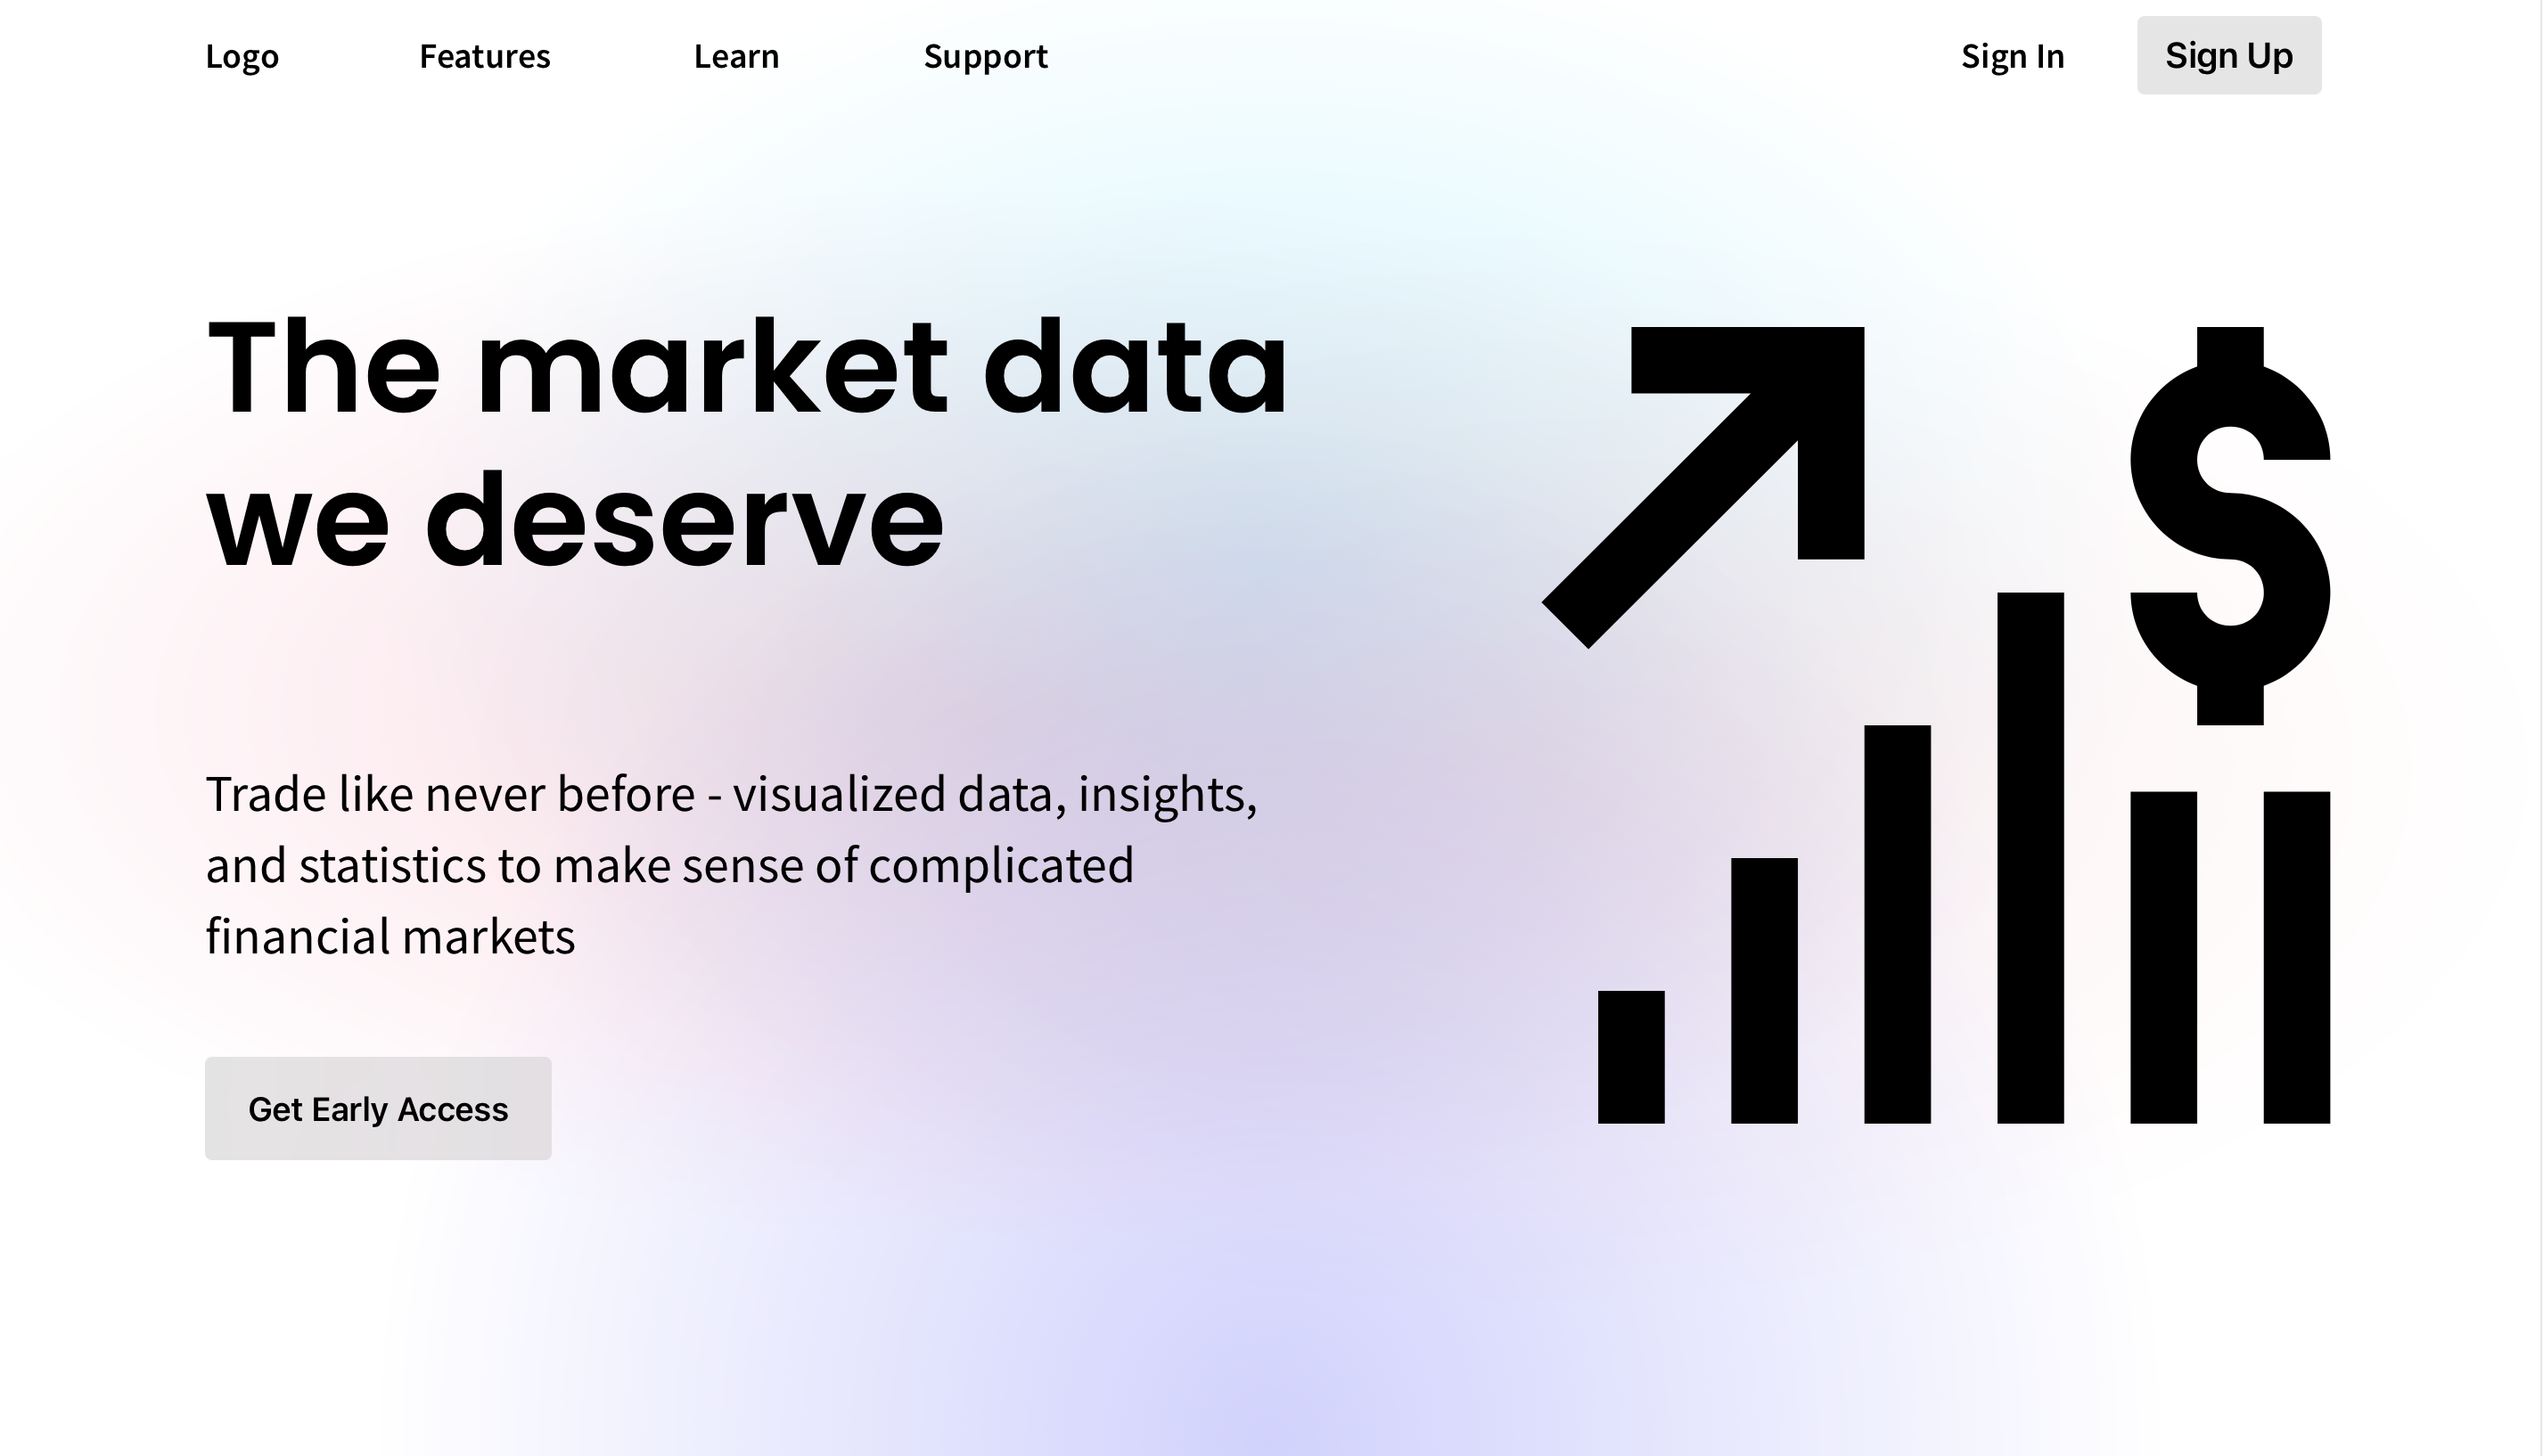 Logo Features Learn Support Sign In Sign Up
The market data
we deserve
Trade like never before - visualized data, insights,
and statistics to make sense of complicated
financial markets
Get Early Access